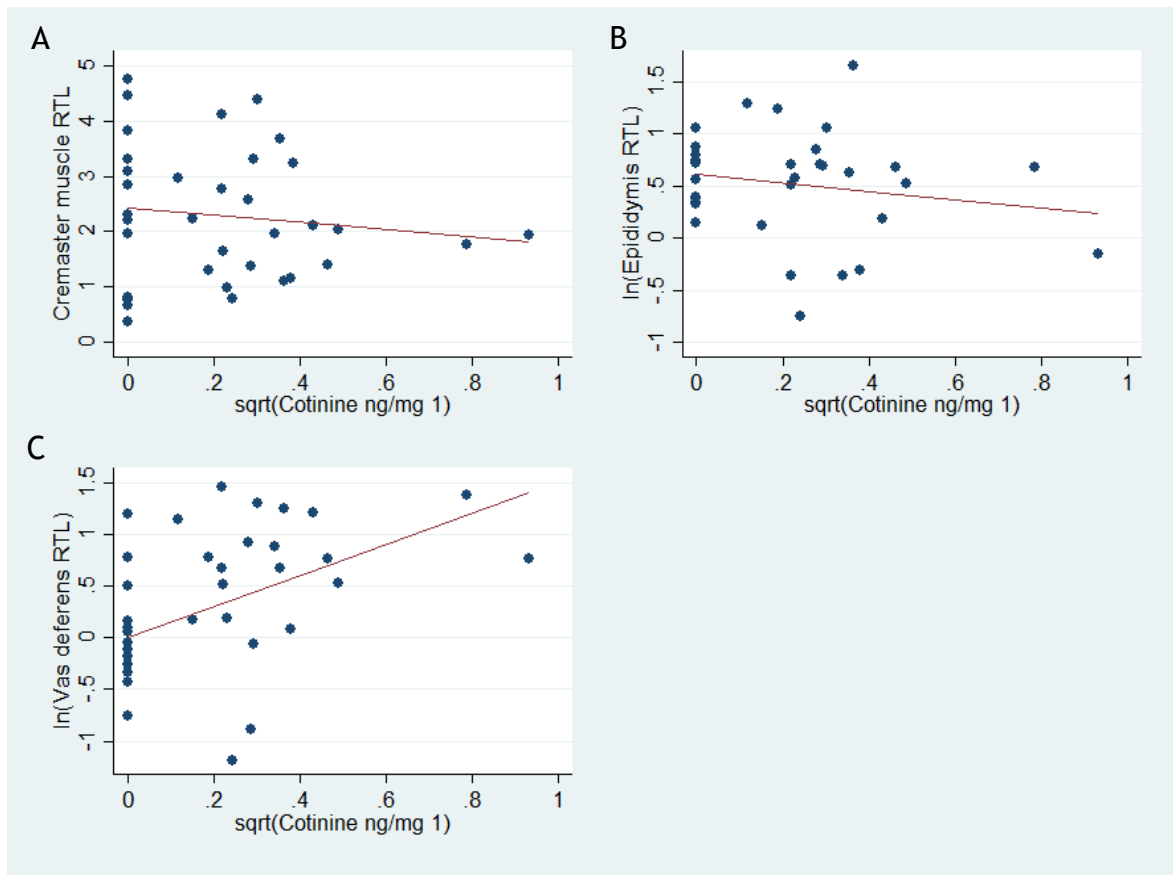 A
Cremaster muscle RTL
5
4
3
2
1
0
0 .2 .4 .6 .8 1
sqrt(Cotinine ng/mg 1)
B
ln(Epididymis RTL)
1.5
1
.5
0
-.5
-1
0 .2 .4 .6 .8 1
sqrt(Cotinine ng/mg 1)
C
ln(Vas deferens RTL)
1.5
1
.5
0
-.5
-1
0 .2 .4 .6 .8 1
sqrt(Cotinine ng/mg 1)